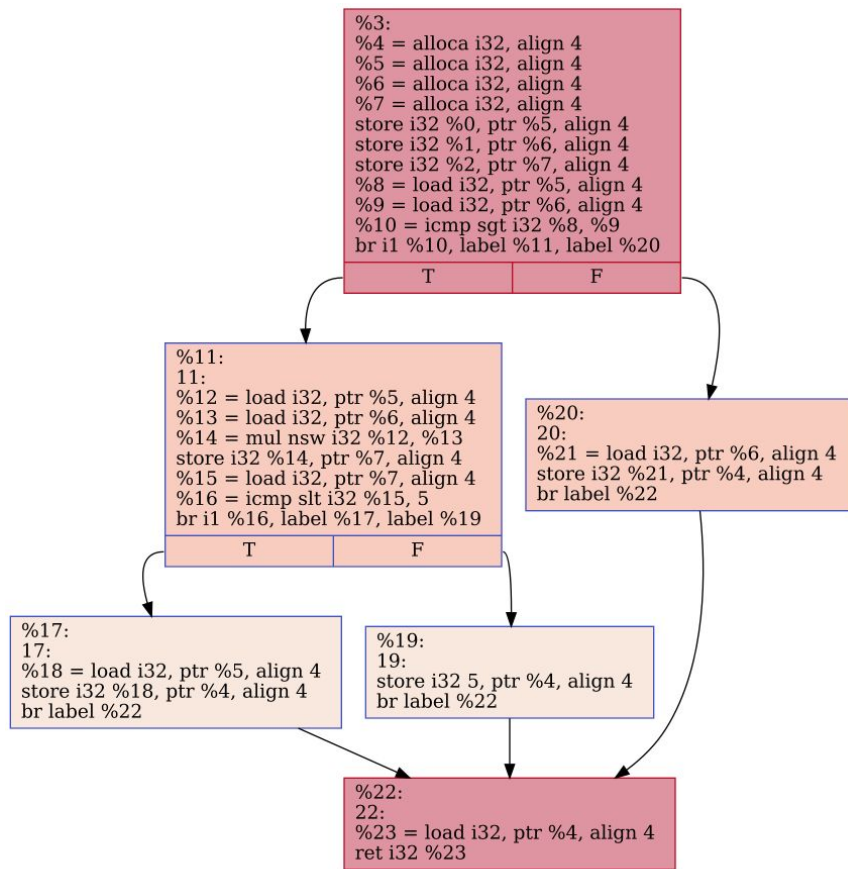 %3:
%4 = alloca i32, align 4
%5 = alloca i32, align 4
%6 = alloca i32, align 4
%7 = alloca i32, align 4
store i32 %0, ptr %5, align 4
store i32 %1, ptr %6, align 4
store i32 %2, ptr %7, align 4
%8 = load i32, ptr %5, align 4
%9 = load i32, ptr %6, align 4
%10 = icmp sgt i32 %8, %9
br i1 %10, label %11, label %20
T
F
%11:
11:
%12 = load i32, ptr %5, align 4
%13 = load i32, ptr %6, align 4
%14 = mul nsw i32 %12, %13
store i32 %14, ptr %7, align 4
%15 = load i32, ptr %7, align 4
%16 = icmp slt i32 %15, 5
br i1 %16, label %17, label %19
T
F
%20:
20:
%21 = load i32, ptr %6, align 4
store i32 %21, ptr %4, align 4
br label %22
%17:
17:
%18 = load i32, ptr %5, align 4
store i32 %18, ptr %4, align 4
br label %22
%19:
19:
store i32 5, ptr %4, align 4
br label %22
%22:
22:
%23 = load i32, ptr %4, align 4
ret i32 %23